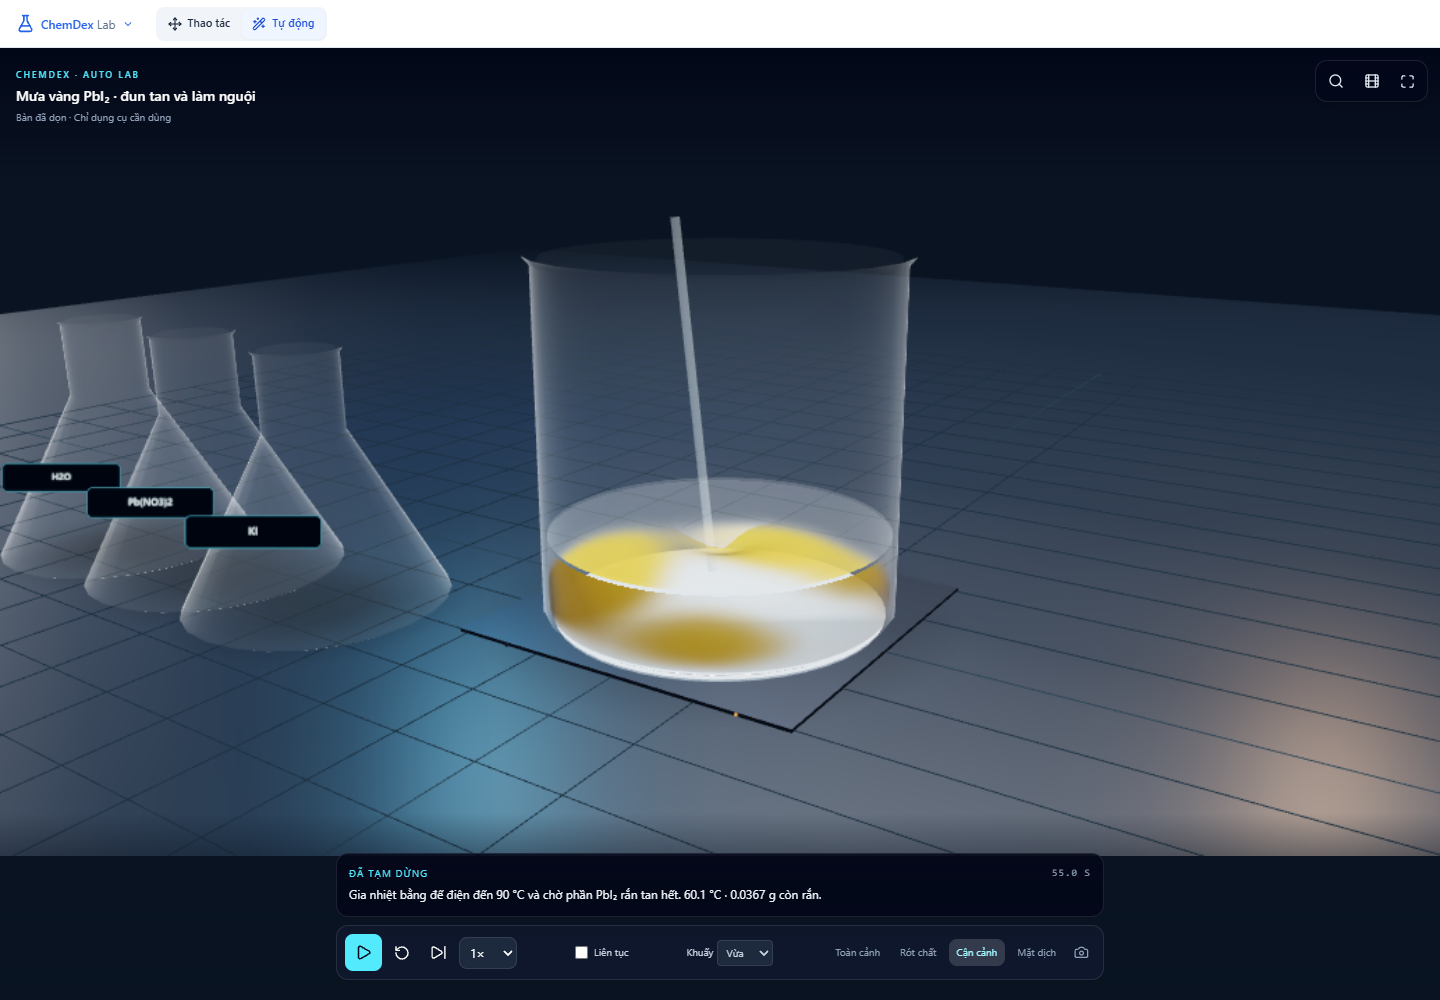 ChemDex Lab
Thao tác
Tự động
CHEMDEX · AUTO LAB
Mưa vàng PbI₂ · đun tan và làm nguội
Bàn đã dọn · Chỉ dụng cụ cần dùng
H2O
Pb(NO3)2
KI
ĐÃ TẠM DỪNG
55.0 S
Gia nhiệt bằng đế điện đến 90 °C và chờ phần PbI₂ rắn tan hết. 60.1 °C · 0.0367 g còn rắn.
1×
Liên tục
Khuấy
Vừa
Toàn cảnh
Rót chất
Cận cảnh
Mặt dịch